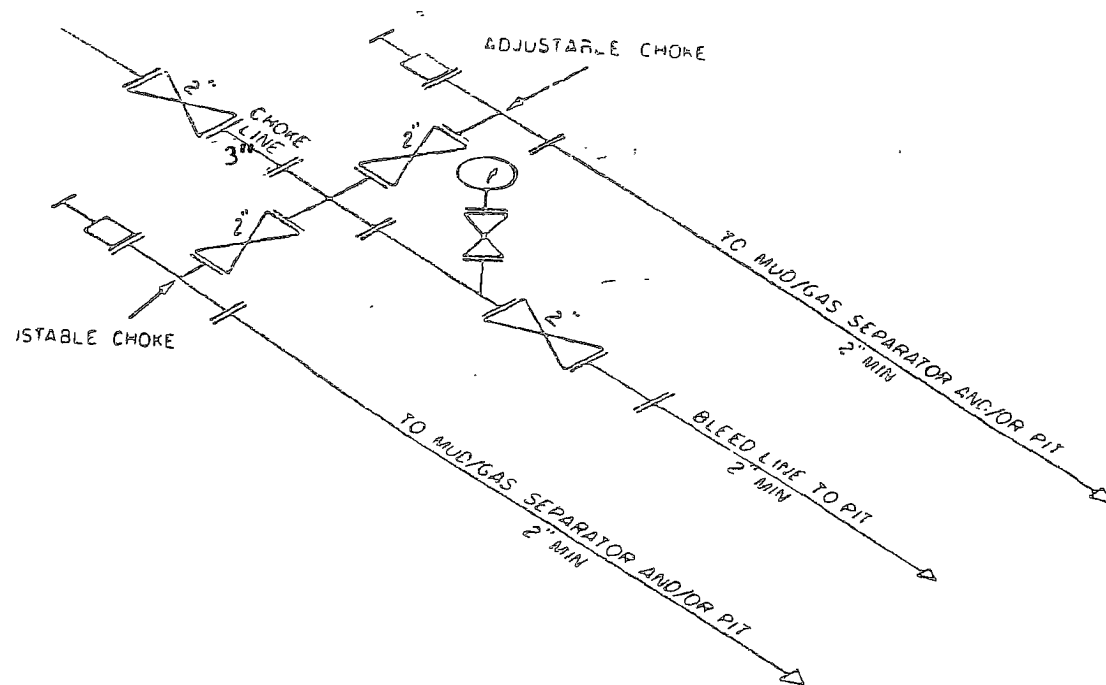 ADJUSTABLE CHOKE
2"
CHOKE
LINE
3"
2"
P
2"
ISTABLE CHOKE
2"
TO MUD/GAS SEPARATOR AND/OR PIT
2" MIN
BLEED LINE TO PIT
2" MIN
TO MUD/GAS SEPARATOR AND/OR PIT
2" MIN